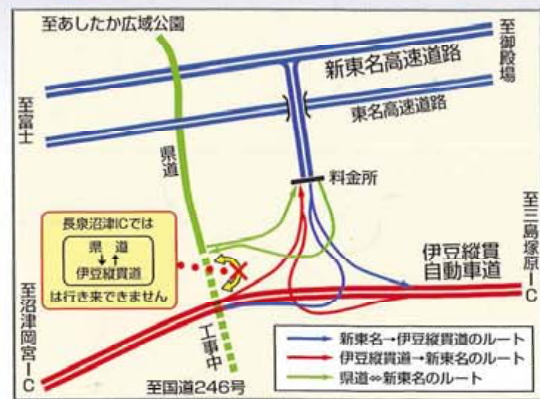 至あしたか広域公園
新東名高速道路
至御殿場
至富士
東名高速道路
県道
料金所
至三島塚原IC
長泉沼津ICでは
県道
↓↑
伊豆縦貫道
は行き来できません
伊豆縦貫
自動車道
至沼津岡宮IC
工事中
至国道246号
新東名→伊豆縦貫道のルート
伊豆縦貫道→新東名のルート
県道⇔新東名のルート